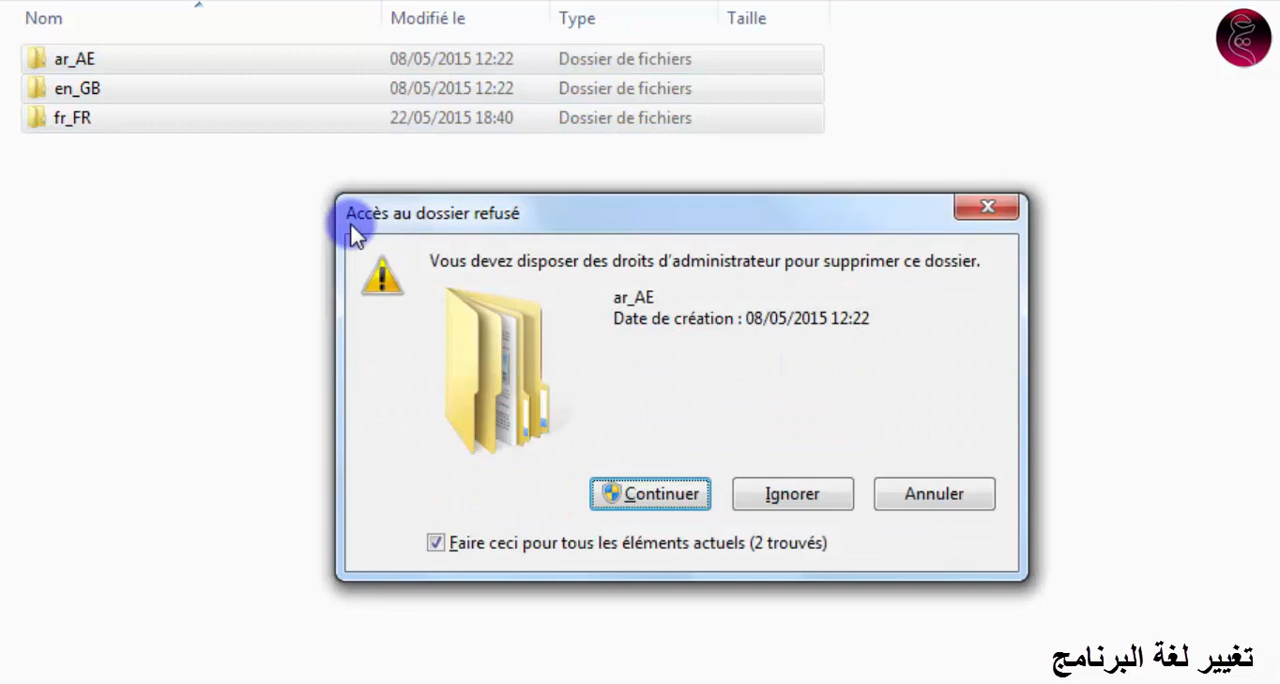 Nom Modifié le Type Taille
ar_AE 08/05/2015 12:22 Dossier de fichiers
en_GB 08/05/2015 12:22 Dossier de fichiers
fr_FR 22/05/2015 18:40 Dossier de fichiers
Accès au dossier refusé
Vous devez disposer des droits d'administrateur pour supprimer ce dossier.
ar_AE
Date de création : 08/05/2015 12:22
Continuer Ignorer Annuler
Faire ceci pour tous les éléments actuels (2 trouvés)
تغيير لغة البرنامج